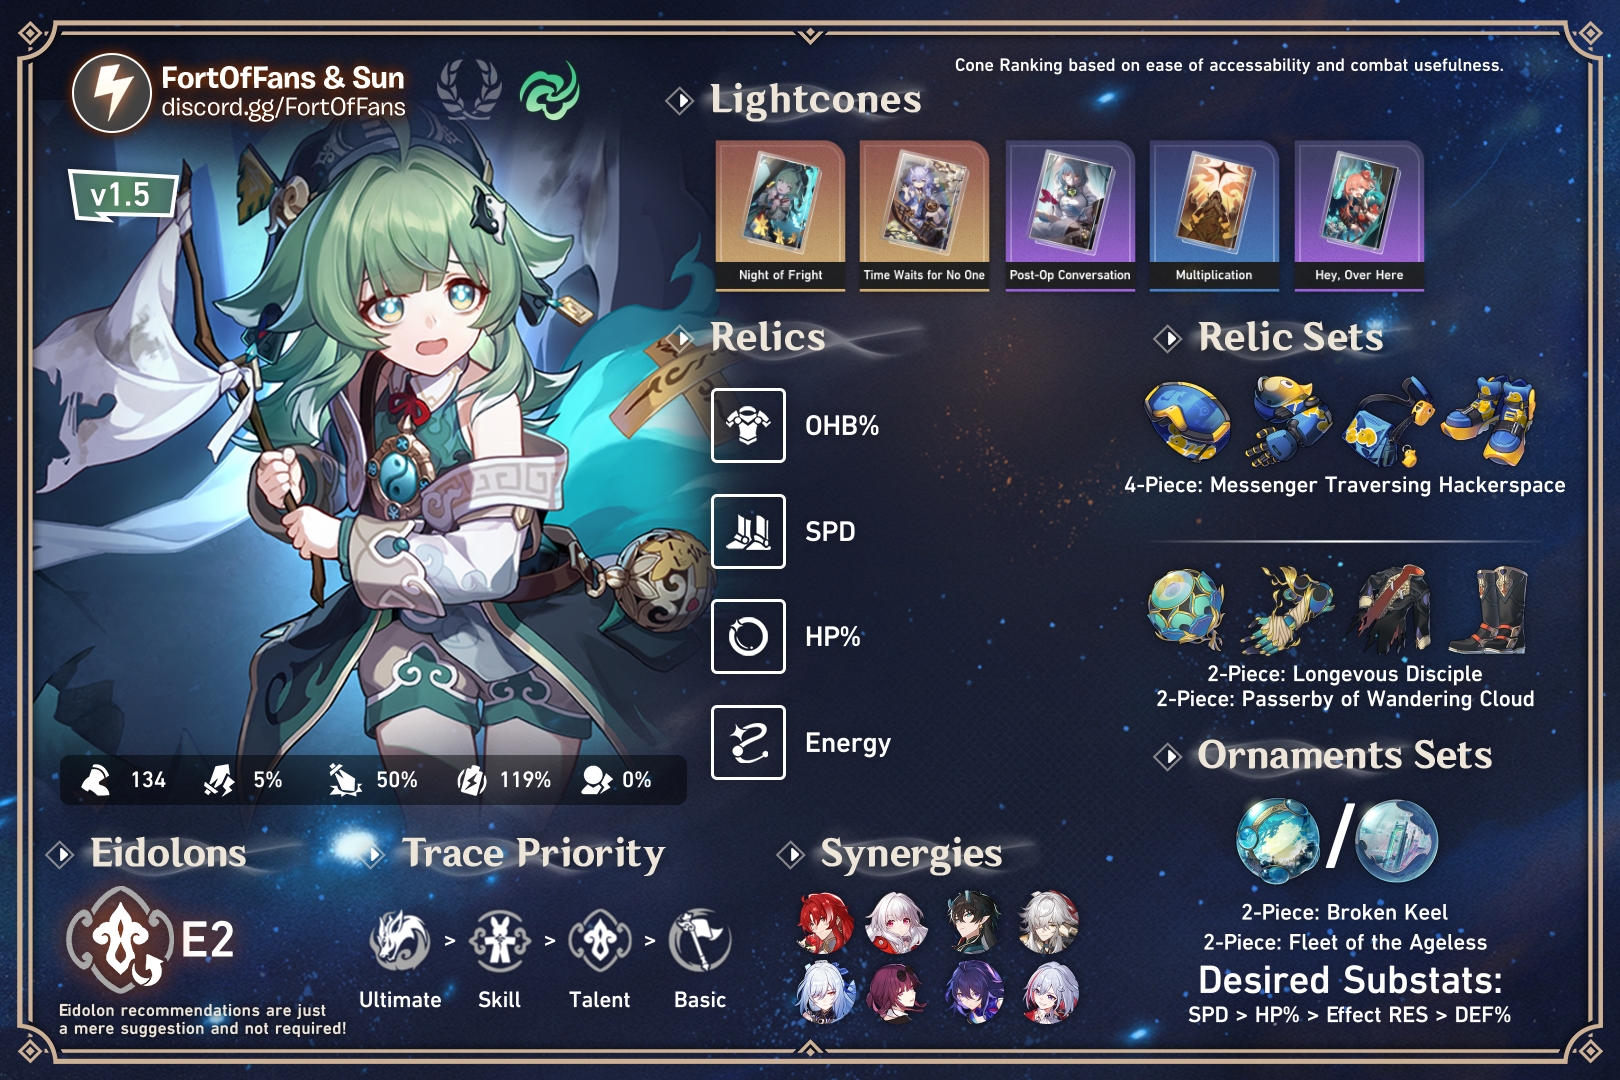 FortOfFans & Sun
discord.gg/FortOfFans
v1.5
Cone Ranking based on ease of accessability and combat usefulness.
Lightcones
Night of Fright
Time Waits for No One
Post-Op Conversation
Multiplication
Hey, Over Here
Relics
OHB%
SPD
HP%
Energy
Relic Sets
4-Piece: Messenger Traversing Hackerspace
2-Piece: Longevous Disciple
2-Piece: Passerby of Wandering Cloud
Ornaments Sets
/
2-Piece: Broken Keel
2-Piece: Fleet of the Ageless
Desired Substats:
SPD > HP% > Effect RES > DEF%
134 5% 50% 119% 0%
Eidolons
E2
Eidolon recommendations are just
a mere suggestion and not required!
Trace Priority
> > >
Ultimate Skill Talent Basic
Synergies